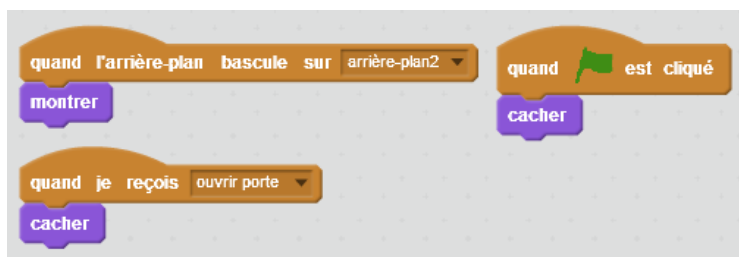 quand l'arrière-plan bascule sur arrière-plan2
montrer
quand est cliqué
cacher
quand je reçois ouvrir porte
cacher